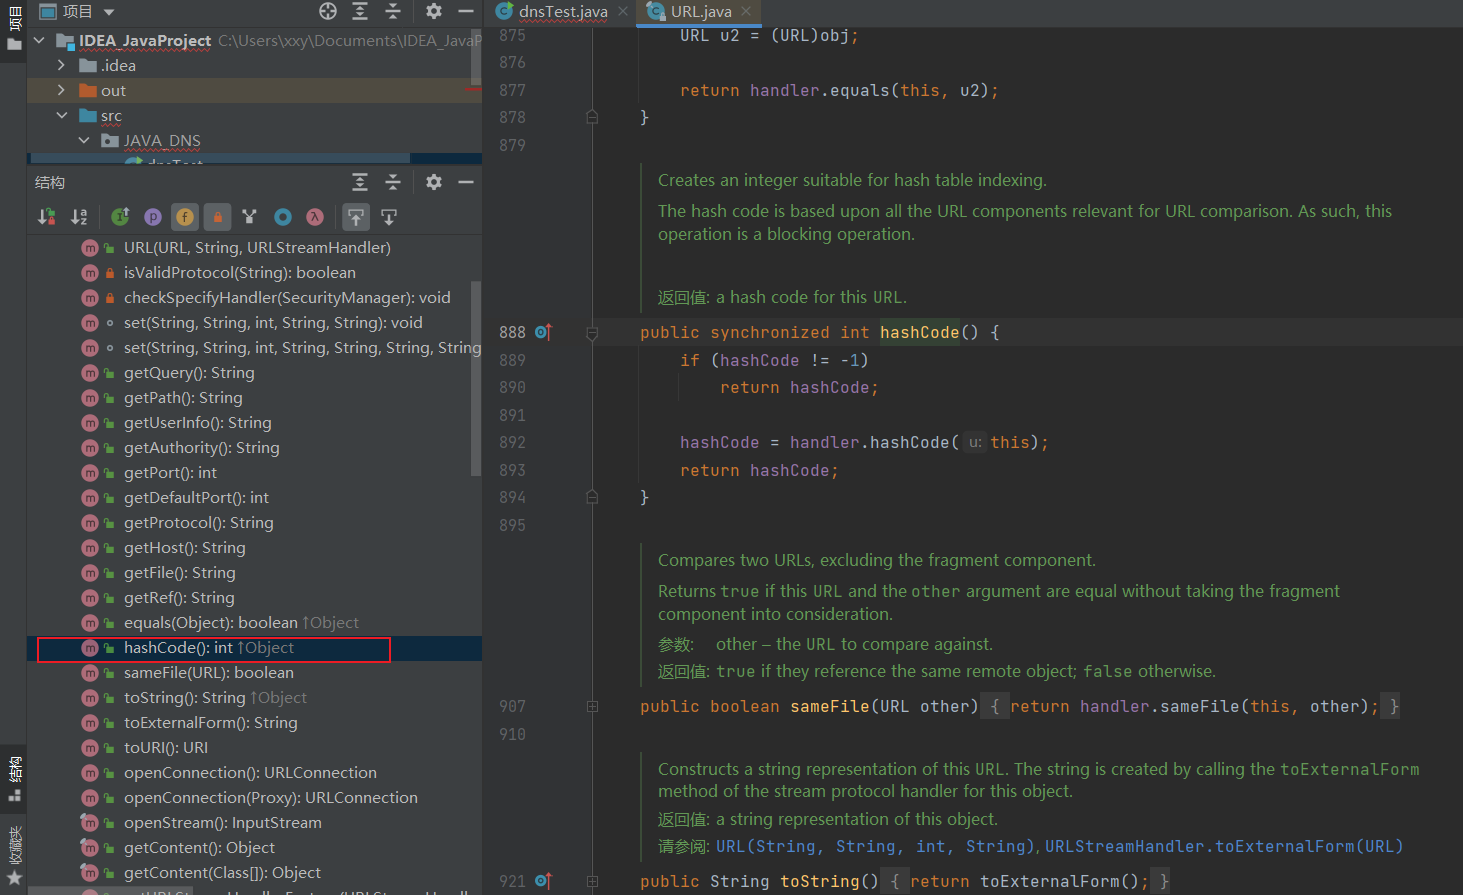 项目
项目
IDEA_JavaProject C:\Users\xxy\Documents\IDEA_JavaP
.idea
out
src
JAVA_DNS
dnsTest
结构
URL(URL, String, URLStreamHandler)
isValidProtocol(String): boolean
checkSpecifyHandler(SecurityManager): void
set(String, String, int, String, String): void
set(String, String, int, String, String, String, String
getQuery(): String
getPath(): String
getUserInfo(): String
getAuthority(): String
getPort(): int
getDefaultPort(): int
getProtocol(): String
getHost(): String
getFile(): String
getRef(): String
equals(Object): boolean ↑Object
hashCode(): int ↑Object
sameFile(URL): boolean
toString(): String ↑Object
toExternalForm(): String
toURI(): URI
openConnection(): URLConnection
openConnection(Proxy): URLConnection
openStream(): InputStream
getContent(): Object
getContent(Class[]): Object
结构
收藏夹
dnsTest.java
URL.java
875 URL u2 = (URL)obj;
876
877 return handler.equals(this, u2);
878 }
879
Creates an integer suitable for hash table indexing.
The hash code is based upon all the URL components relevant for URL comparison. As such, this
operation is a blocking operation.
返回值: a hash code for this URL.
888 public synchronized int hashCode() {
889 if (hashCode != -1)
890 return hashCode;
891
892 hashCode = handler.hashCode( u: this);
893 return hashCode;
894 }
895
Compares two URLs, excluding the fragment component.
Returns true if this URL and the other argument are equal without taking the fragment
component into consideration.
参数: other – the URL to compare against.
返回值: true if they reference the same remote object; false otherwise.
907 public boolean sameFile(URL other) { return handler.sameFile(this, other); }
910
Constructs a string representation of this URL. The string is created by calling the toExternalForm
method of the stream protocol handler for this object.
返回值: a string representation of this object.
请参阅: URL(String, String, int, String), URLStreamHandler.toExternalForm(URL)
921 public String toString() { return toExternalForm(); }